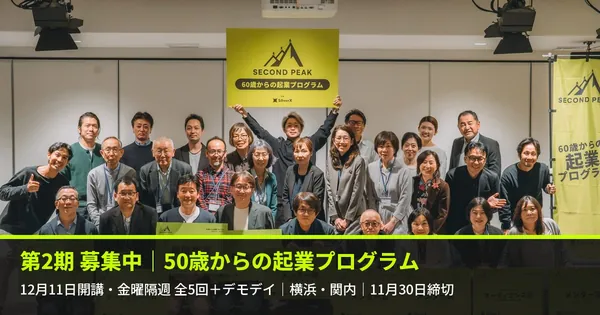 SECOND PEAK
60歳からの起業プログラム
SECOND PEAK
60歳からの
起業
プログラム
第2期 募集中｜50歳からの起業プログラム
12月11日開講・金曜隔週 全5回＋デモデイ｜横浜・関内｜11月30日締切